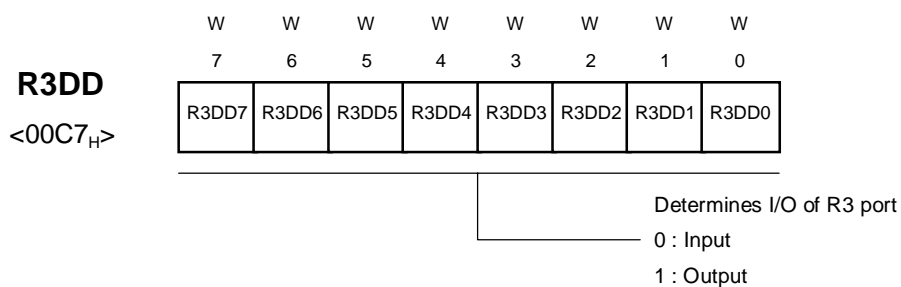 W W W W W W W W
7 6 5 4 3 2 1 0
R3DD
<00C7H>
R3DD7 R3DD6 R3DD5 R3DD4 R3DD3 R3DD2 R3DD1 R3DD0
Determines I/O of R3 port
0 : Input
1 : Output